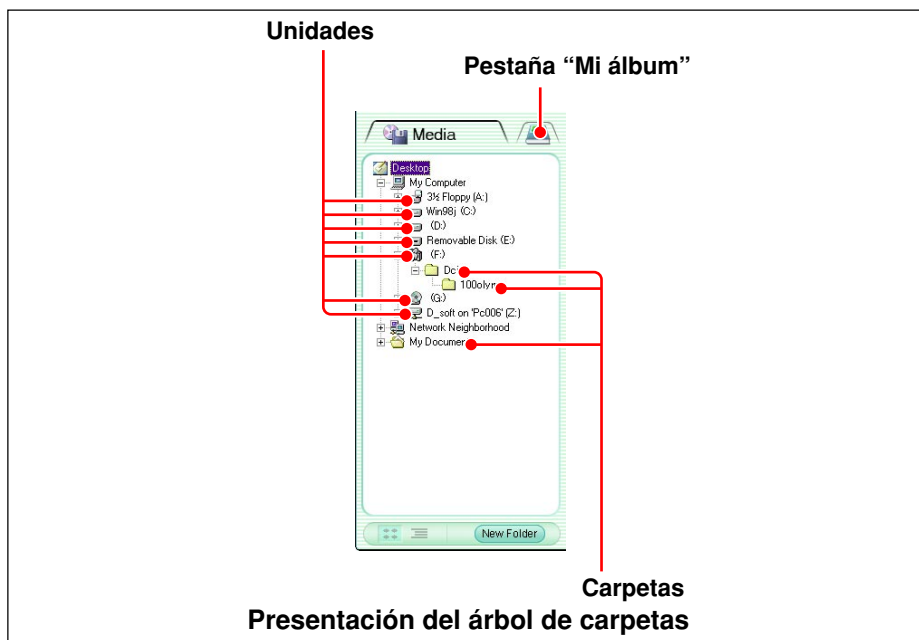 Unidades
Pestaña “Mi álbum”
Media
Desktop
My Computer
3½ Floppy (A:)
Win98j (C:)
(D:)
Removable Disk (E:)
(F:)
100olym
(G:)
D_soft on 'Pc006' (Z:)
Network Neighborhood
My
New Folder
Carpetas
Presentación del árbol de carpetas